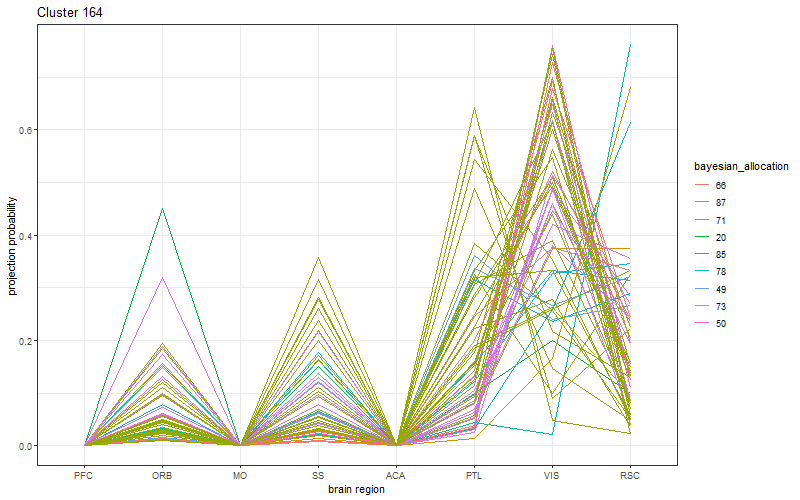 Cluster 164
projection probability
0.6
0.4
0.2
0.0
PFC ORB MO SS ACA PTL VIS RSC
brain region
bayesian_allocation
66
87
71
20
85
78
49
73
50